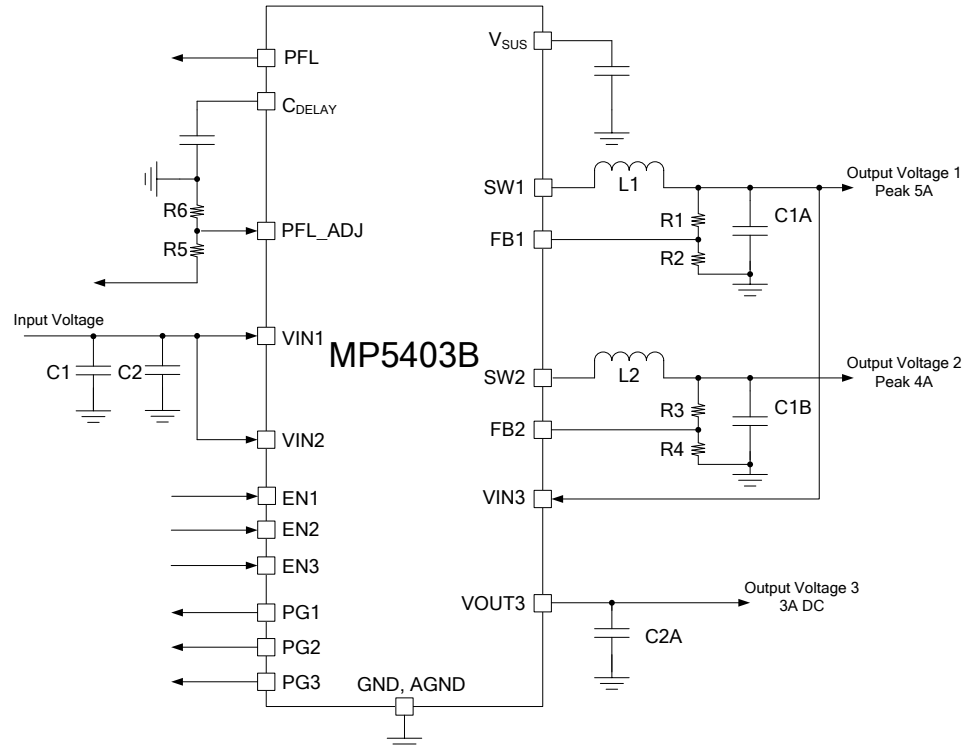 PFL
C_DELAY
R6
R5
PFL_ADJ
Input Voltage
VIN1
C1
C2
VIN2
EN1
EN2
EN3
PG1
PG2
PG3
MP5403B
GND, AGND
V_SUS
SW1
L1
Output Voltage 1
Peak 5A
R1
C1A
FB1
R2
SW2
L2
Output Voltage 2
Peak 4A
R3
C1B
FB2
R4
VIN3
VOUT3
Output Voltage 3
3A DC
C2A